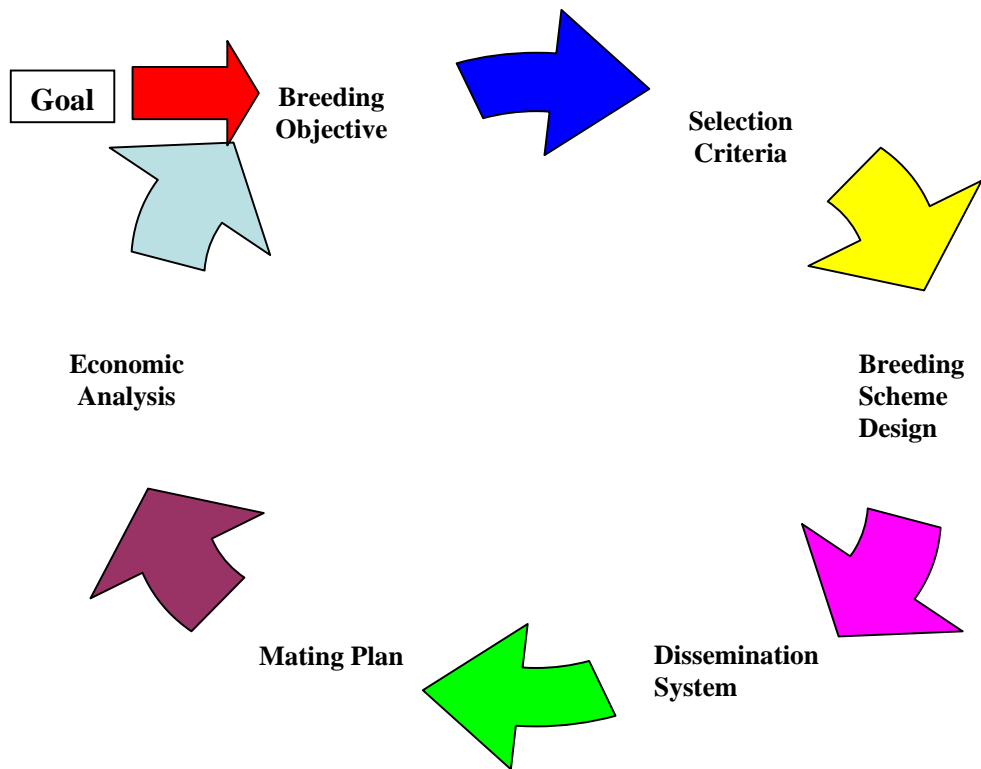 Goal
Breeding
Objective
Selection
Criteria
Breeding
Scheme
Design
Dissemination
System
Mating Plan
Economic
Analysis